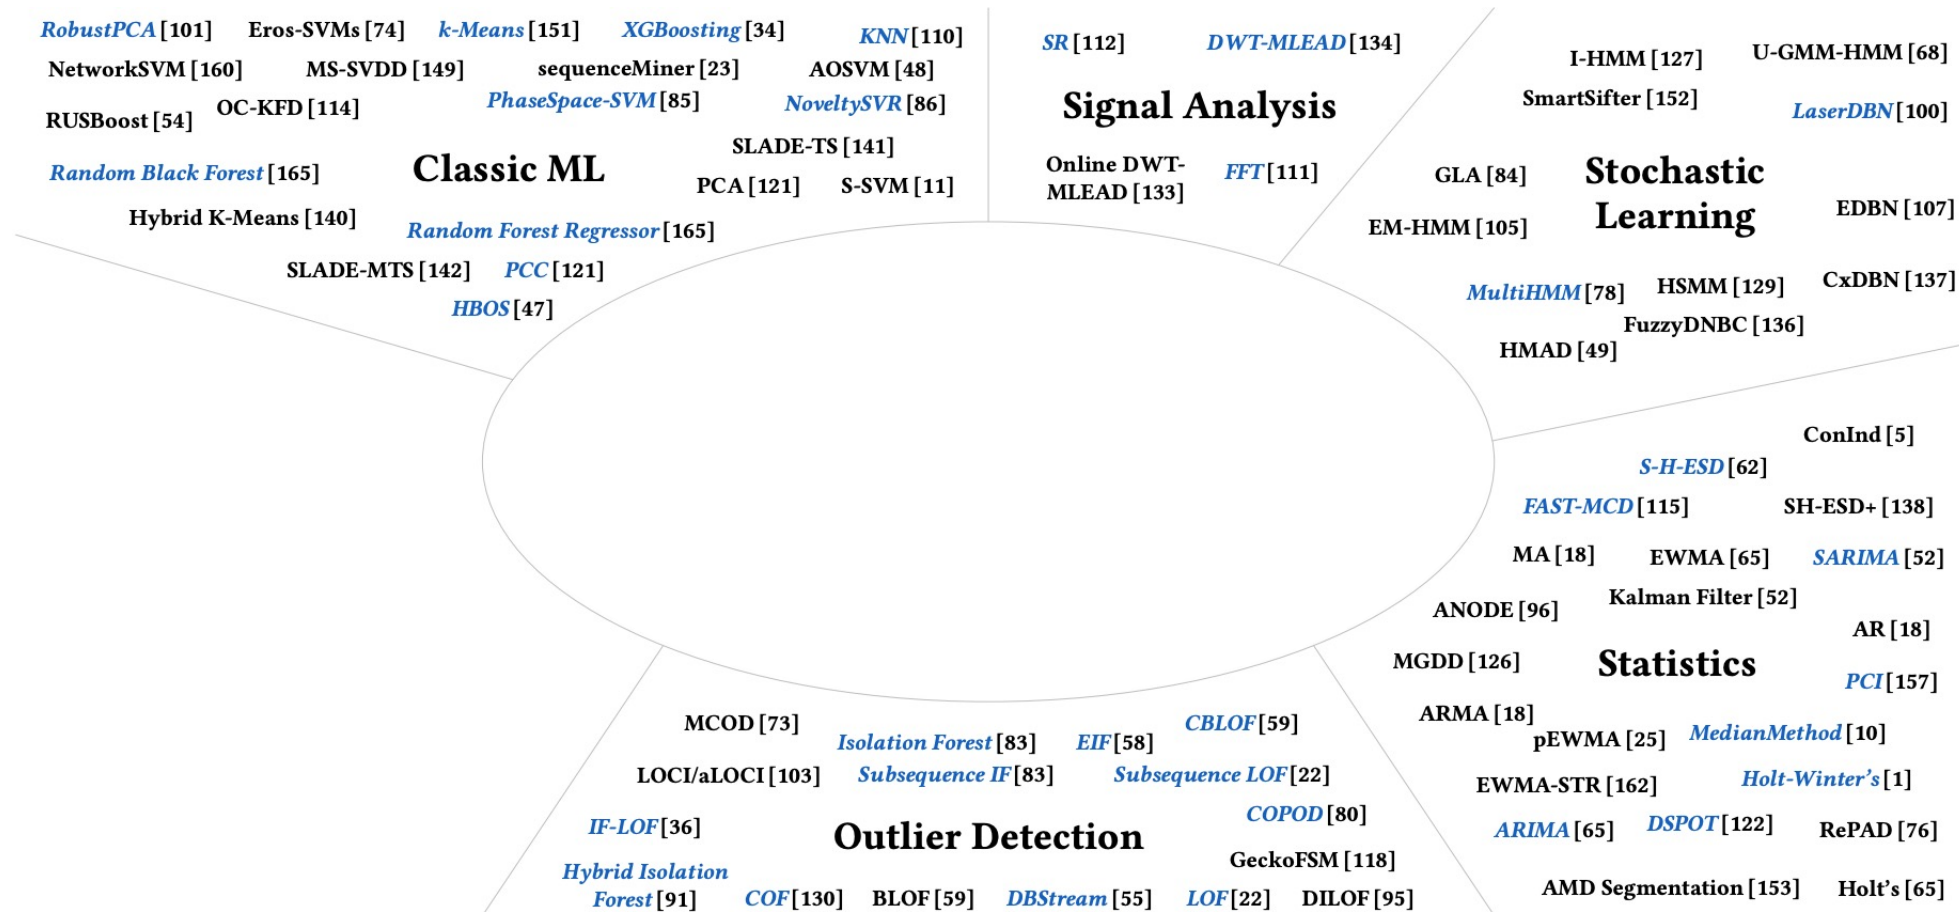 RobustPCA [101] Eros-SVMs [74] k-Means [151] XGBoosting [34] KNN [110]
NetworkSVM [160] MS-SVDD [149] sequenceMiner [23] AOSVM [48]
RUSBoost [54] OC-KFD [114] PhaseSpace-SVM [85] NoveltySVR [86]
SLADE-TS [141]
Random Black Forest [165] Classic ML PCA [121] S-SVM [11]
Hybrid K-Means [140] Random Forest Regressor [165]
SLADE-MTS [142] PCC [121]
HBOS [47]
SR [112] DWT-MLEAD [134]
Signal Analysis
Online DWT-
MLEAD [133] FFT [111]
I-HMM [127] U-GMM-HMM [68]
SmartSifter [152] LaserDBN [100]
GLA [84] Stochastic
Learning EDBN [107]
EM-HMM [105]
MultiHMM [78] HSMM [129] CxDBN [137]
FuzzyDNBC [136]
HMAD [49]
ConInd [5]
S-H-ESD [62]
FAST-MCD [115] SH-ESD+ [138]
MA [18] EWMA [65] SARIMA [52]
ANODE [96] Kalman Filter [52]
AR [18]
MGDD [126] Statistics PCI [157]
ARMA [18] pEWMA [25] MedianMethod [10]
EWMA-STR [162] Holt-Winter's [1]
ARIMA [65] DSPOT [122] RePAD [76]
AMD Segmentation [153] Holt's [65]
MCOD [73] Isolation Forest [83] EIF [58] CBLOF [59]
LOCI/aLOCI [103] Subsequence IF [83] Subsequence LOF [22]
IF-LOF [36] Outlier Detection COPOD [80]
GeckoFSM [118]
Hybrid Isolation
Forest [91] COF [130] BLOF [59] DBStream [55] LOF [22] DILOF [95]